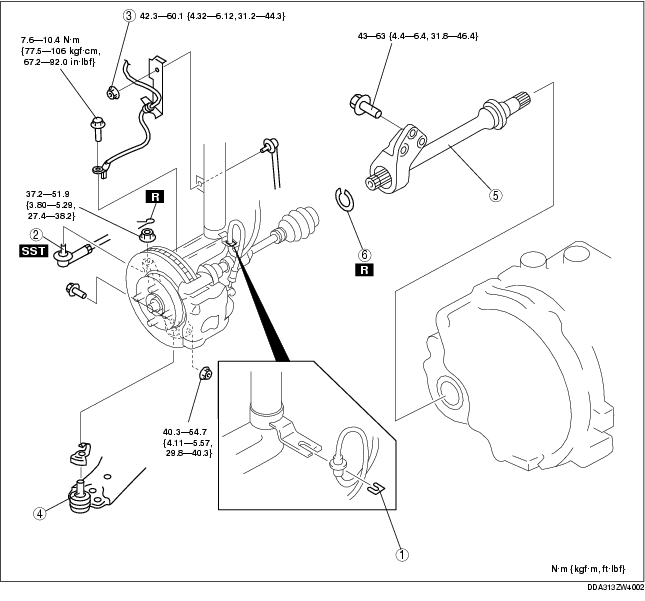 3 42.3—60.1 {4.32—6.12, 31.2—44.3}
7.6—10.4 N·m
{77.5—106 kgf·cm,
67.2—92.0 in·lbf}
43—63 {4.4—6.4, 31.8—46.4}
37.2—51.9
{3.80—5.29,
27.4—38.2}
R
2
SST
5
6
R
40.3—54.7
{4.11—5.57,
29.8—40.3}
4
1
N·m {kgf·m, ft·lbf}
DDA313ZW4002